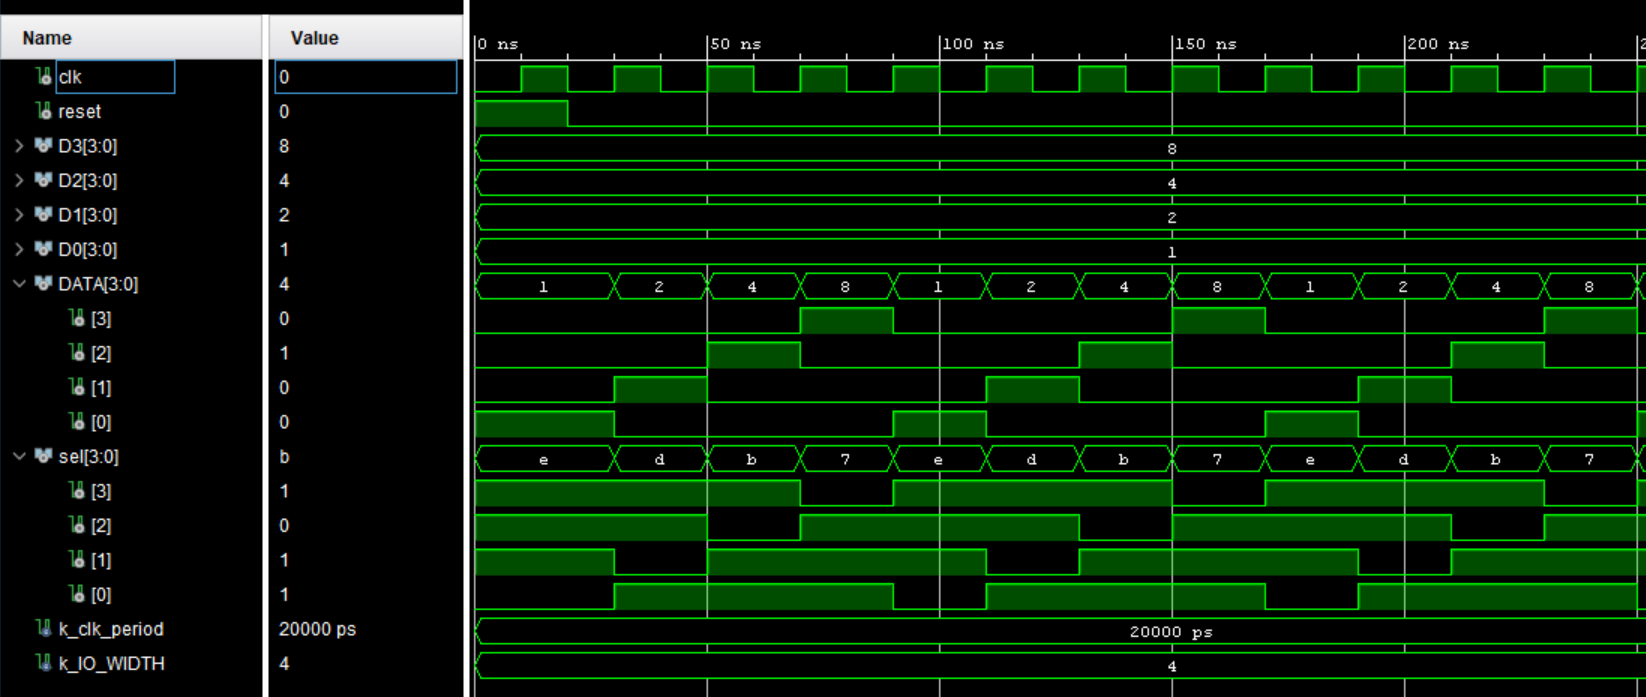 Name Value
0 ns 50 ns 100 ns 150 ns 200 ns 2
clk 0
reset 0
D3[3:0] 8 8
D2[3:0] 4 4
D1[3:0] 2 2
D0[3:0] 1 1
DATA[3:0] 4 1 2 4 8 1 2 4 8 1 2 4 8
[3] 0
[2] 1
[1] 0
[0] 0
sel[3:0] b e d b 7 e d b 7 e d b 7
[3] 1
[2] 0
[1] 1
[0] 1
k_clk_period 20000 ps 20000 ps
k_IO_WIDTH 4 4